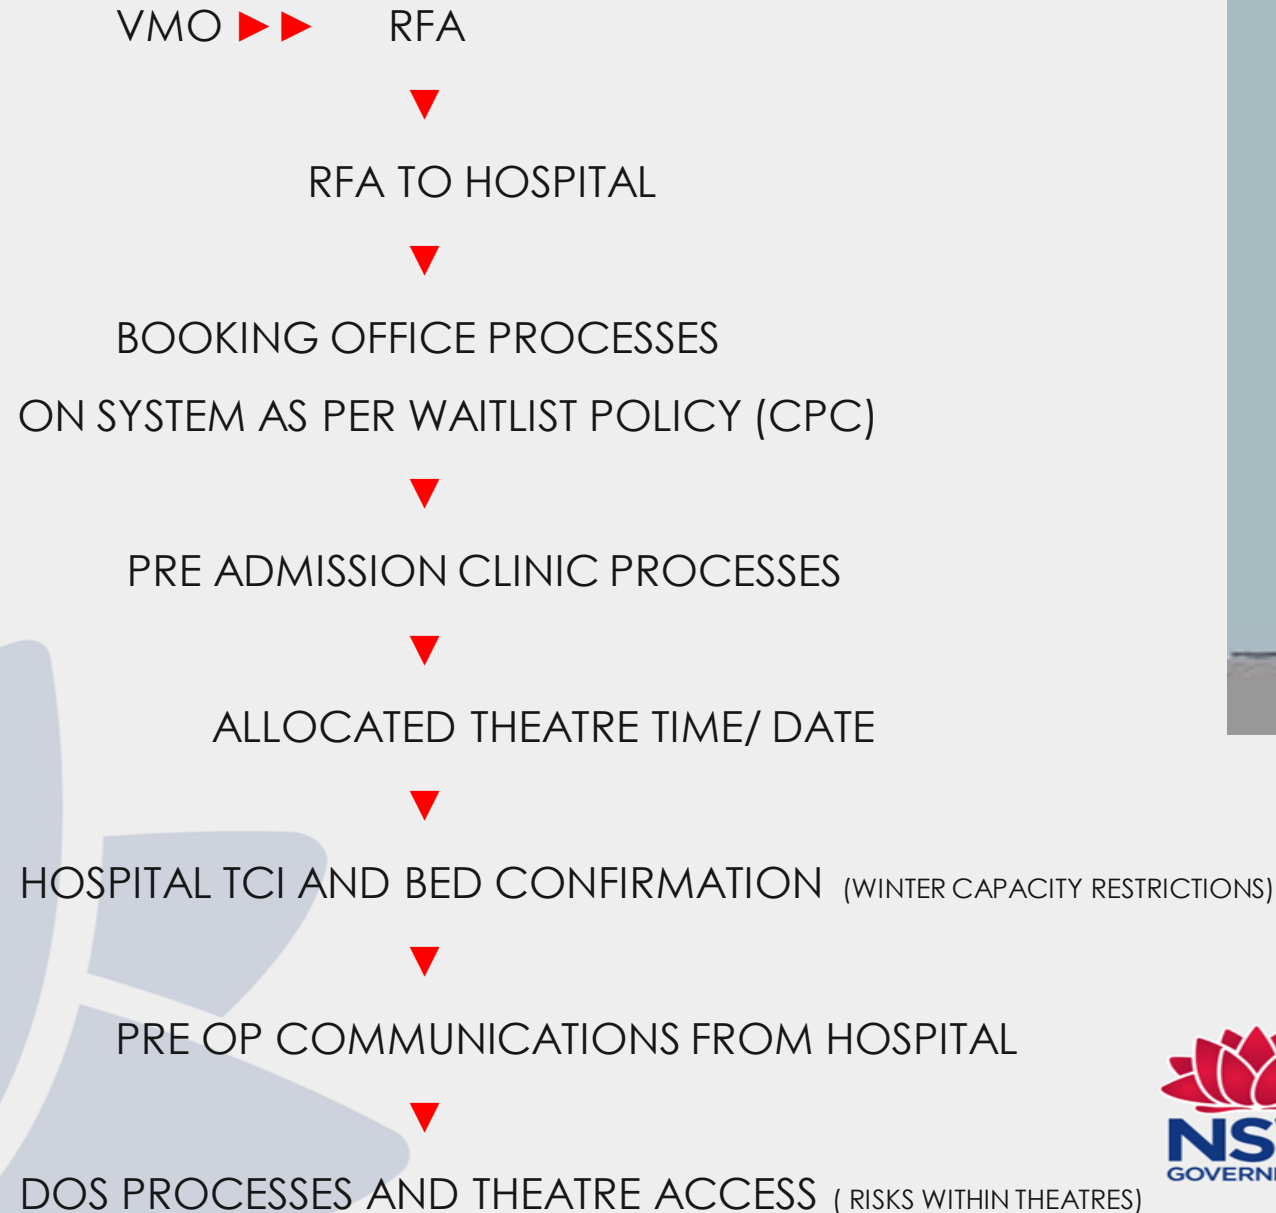 VMO ►► RFA
▼
RFA TO HOSPITAL
▼
BOOKING OFFICE PROCESSES
ON SYSTEM AS PER WAITLIST POLICY (CPC)
▼
PRE ADMISSION CLINIC PROCESSES
▼
ALLOCATED THEATRE TIME/ DATE
▼
HOSPITAL TCI AND BED CONFIRMATION (WINTER CAPACITY RESTRICTIONS)
▼
PRE OP COMMUNICATIONS FROM HOSPITAL
▼
DOS PROCESSES AND THEATRE ACCESS ( RISKS WITHIN THEATRES)